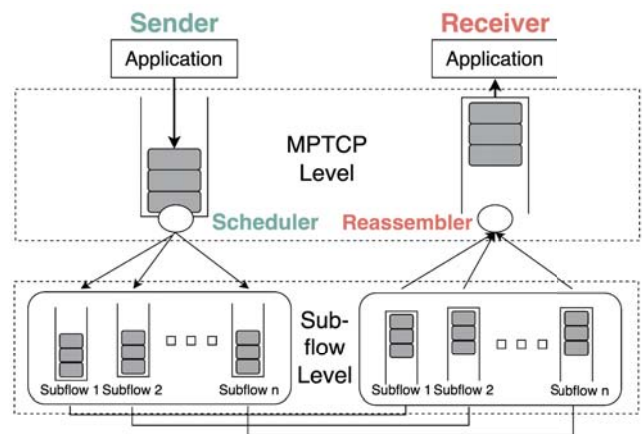 Sender
Receiver
Application
Application
MPTCP
Level
Scheduler
Reassembler
Sub-
flow
Level
Subflow 1 Subflow 2 Subflow n
Subflow 1 Subflow 2 Subflow n